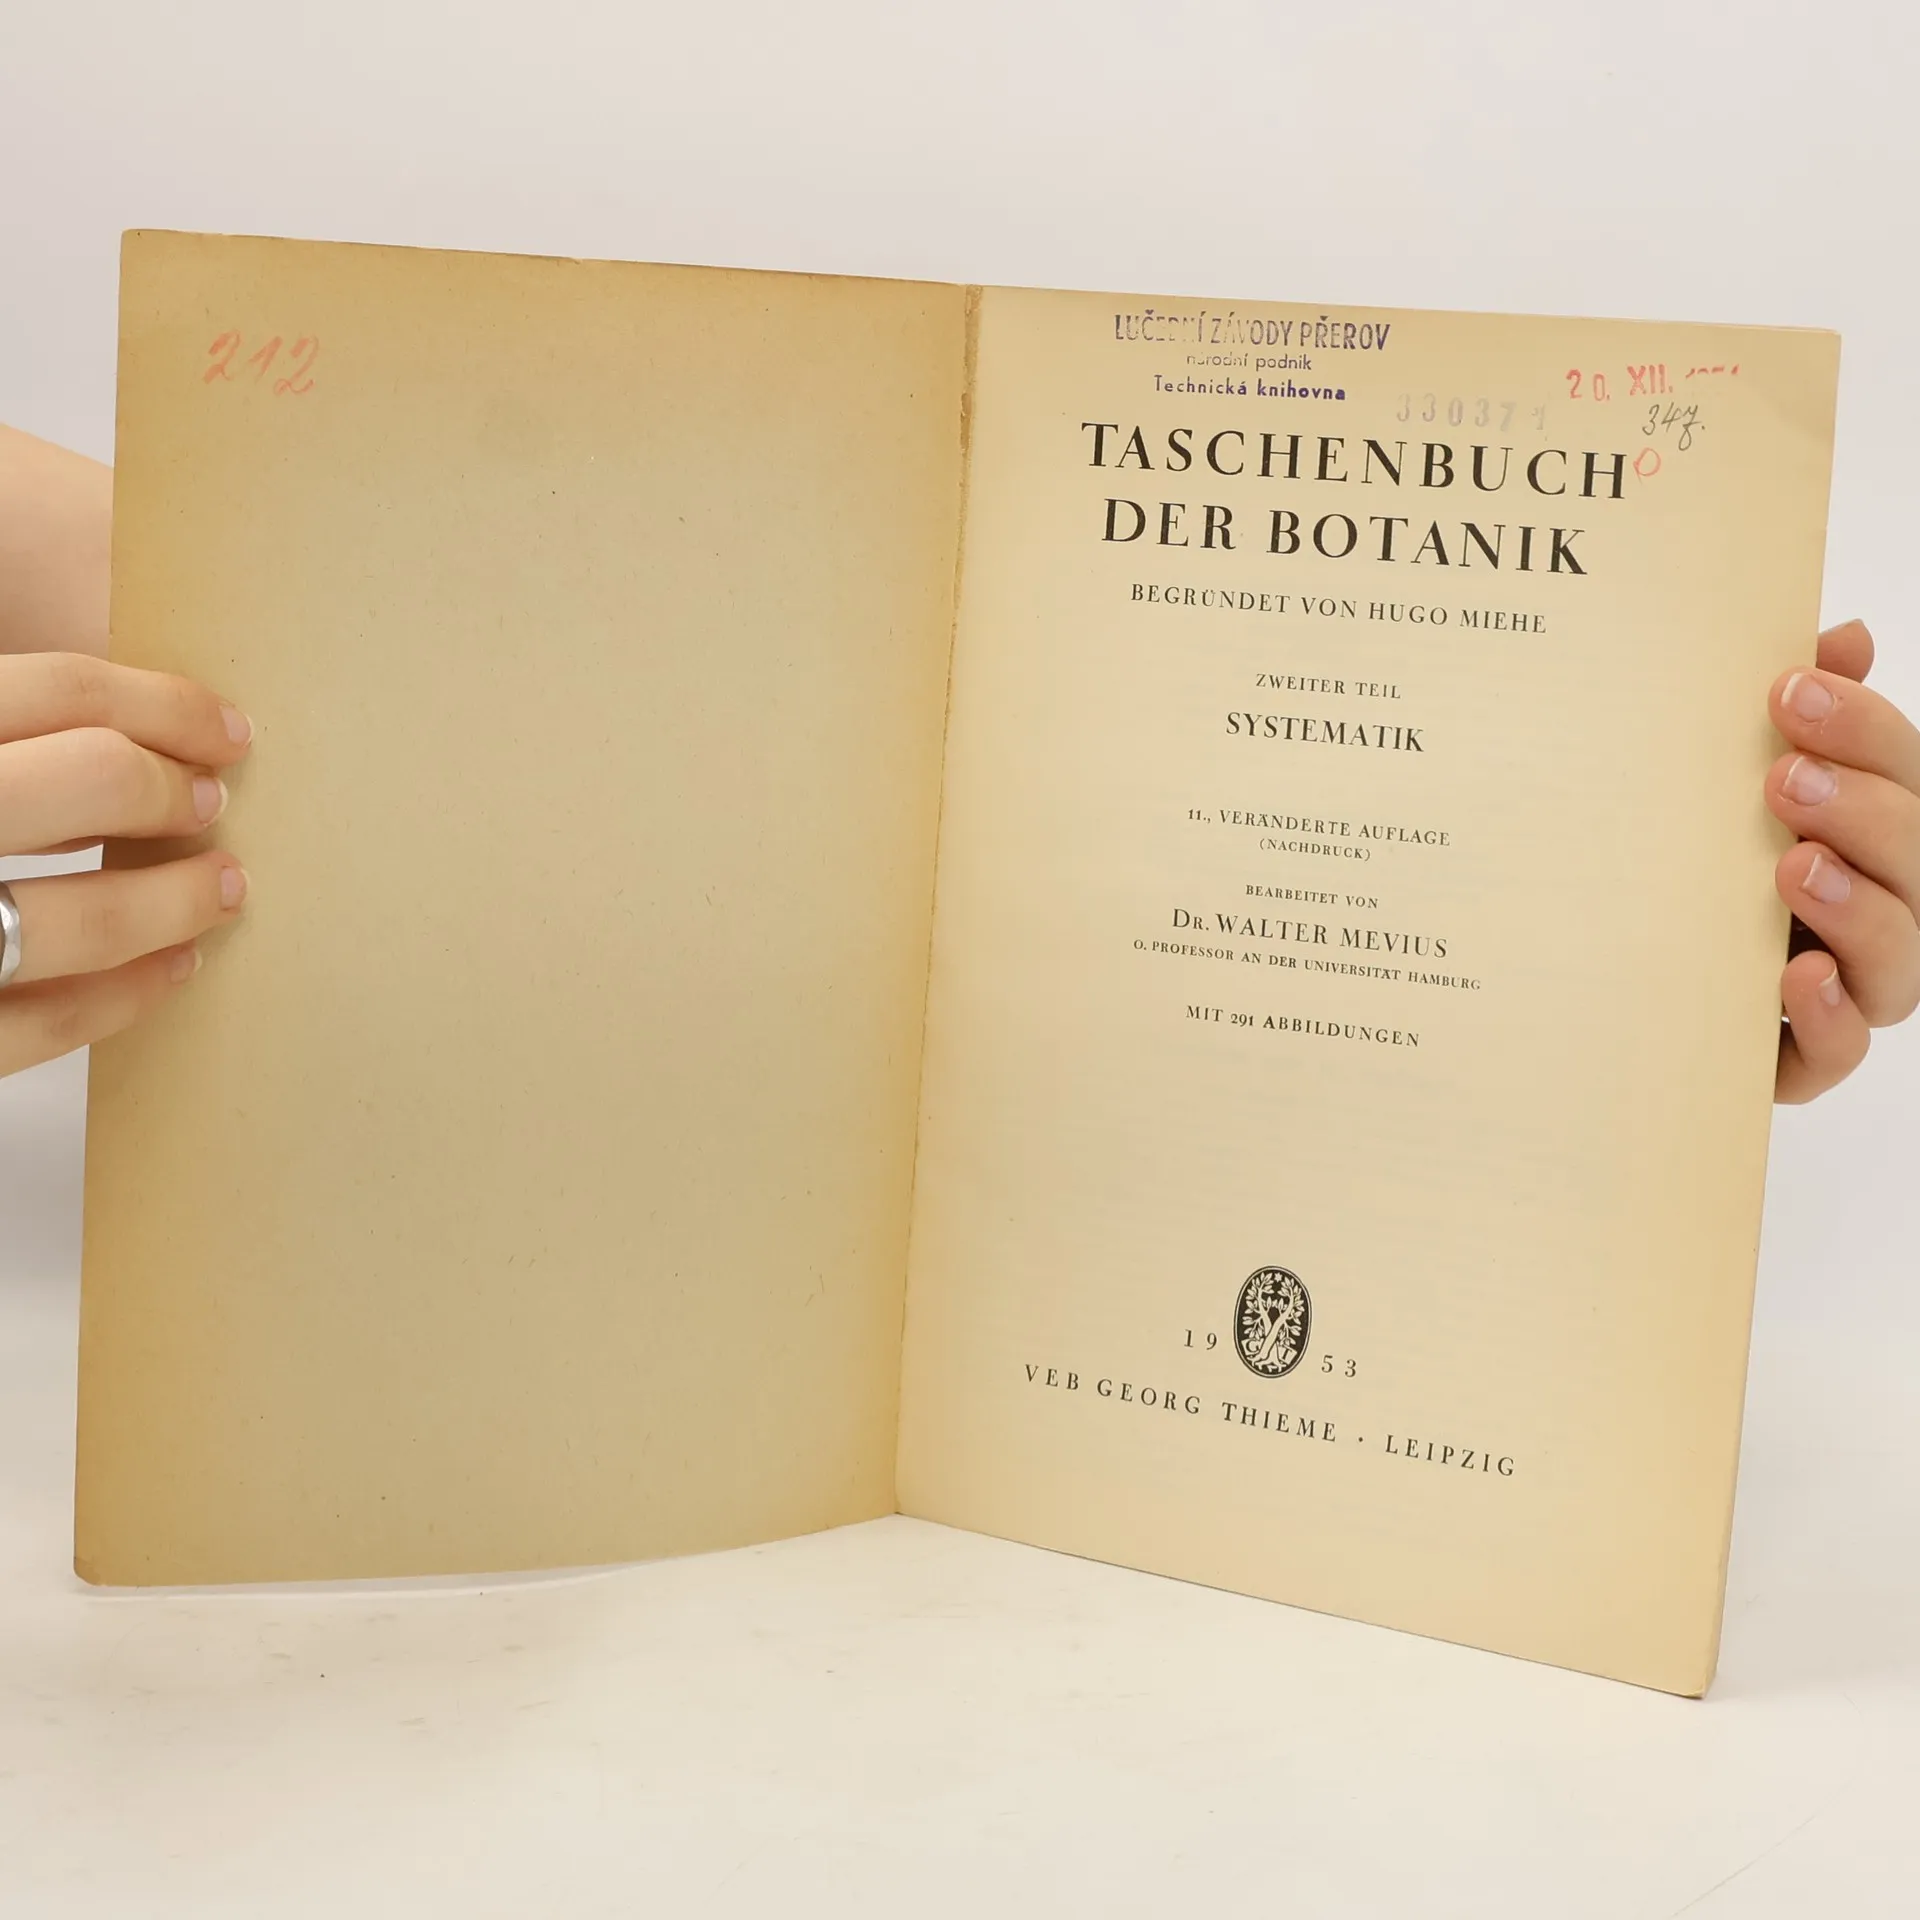 212
LUČEBNÍ ZÁVODY PŘEROV
národní podnik
Technická knihovna
20. XII.
33037
347.
TASCHENBUCH
DER BOTANIK
BEGRÜNDET VON HUGO MIEHE
ZWEITER TEIL
SYSTEMATIK
11., VERÄNDERTE AUFLAGE
(NACHDRUCK)
BEARBEITET VON
DR. WALTER MEVIUS
O. PROFESSOR AN DER UNIVERSITÄT HAMBURG
MIT 291 ABBILDUNGEN
19 GT 53
VEB GEORG THIEME · LEIPZIG